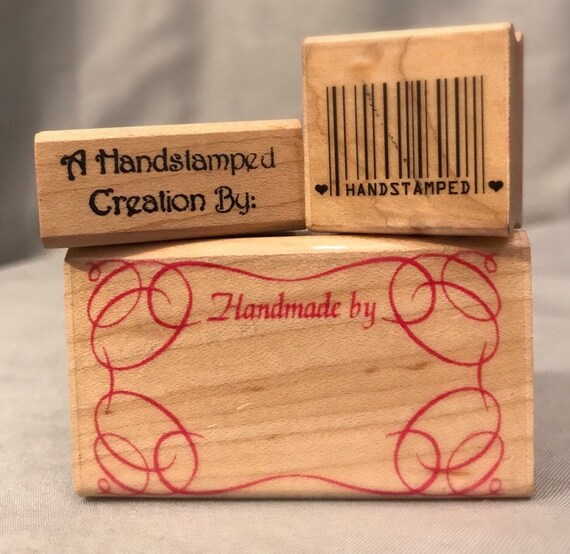 A Handstamped
Creation By:
♥ HANDSTAMPED ♥
Handmade by